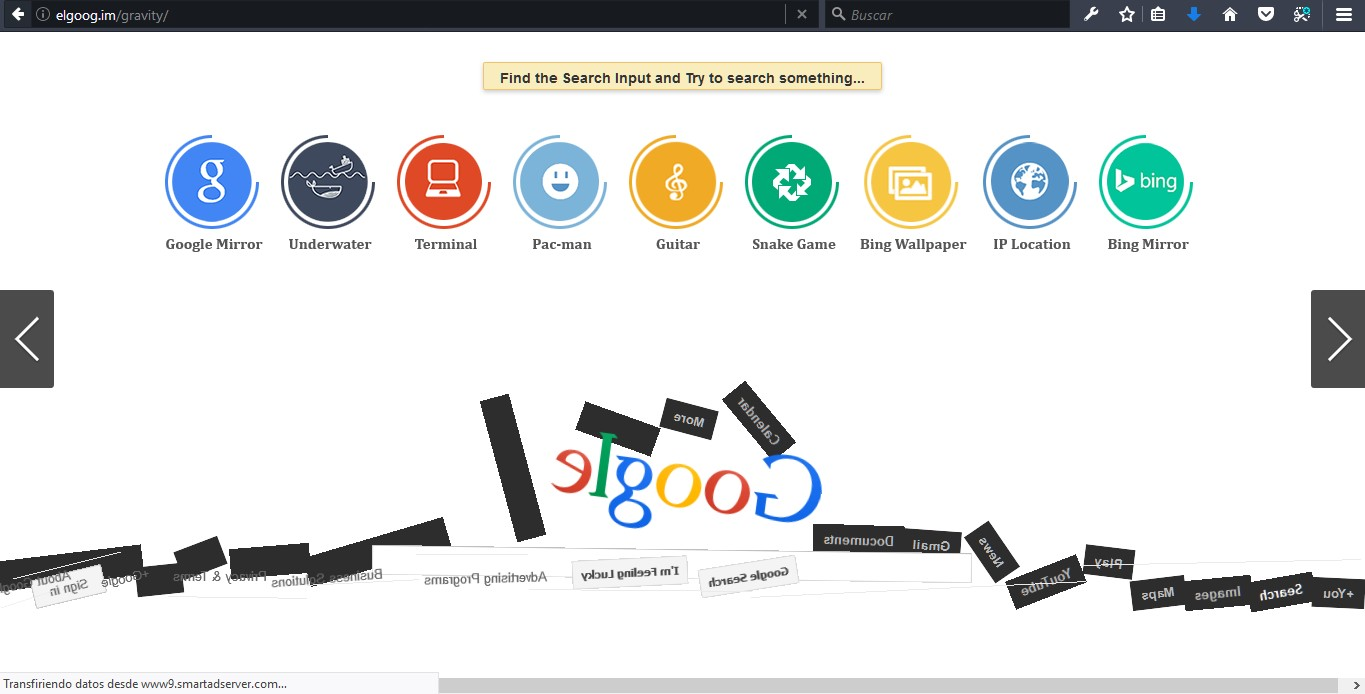 elgoog.im/gravity/
Buscar
Find the Search Input and Try to search something...
g
bing
Google Mirror
Underwater
Terminal
Pac-man
Guitar
Snake Game
Bing Wallpaper
IP Location
Bing Mirror
More
Calendar
Google
Documents
Gmail
News
YouTube
Play
Maps
Images
Search
+You
About Google
Sign in
+Google
Privacy & Terms
Business Solutions
Advertising Programs
I'm Feeling Lucky
Google Search
Transfiriendo datos desde www9.smartadserver.com...